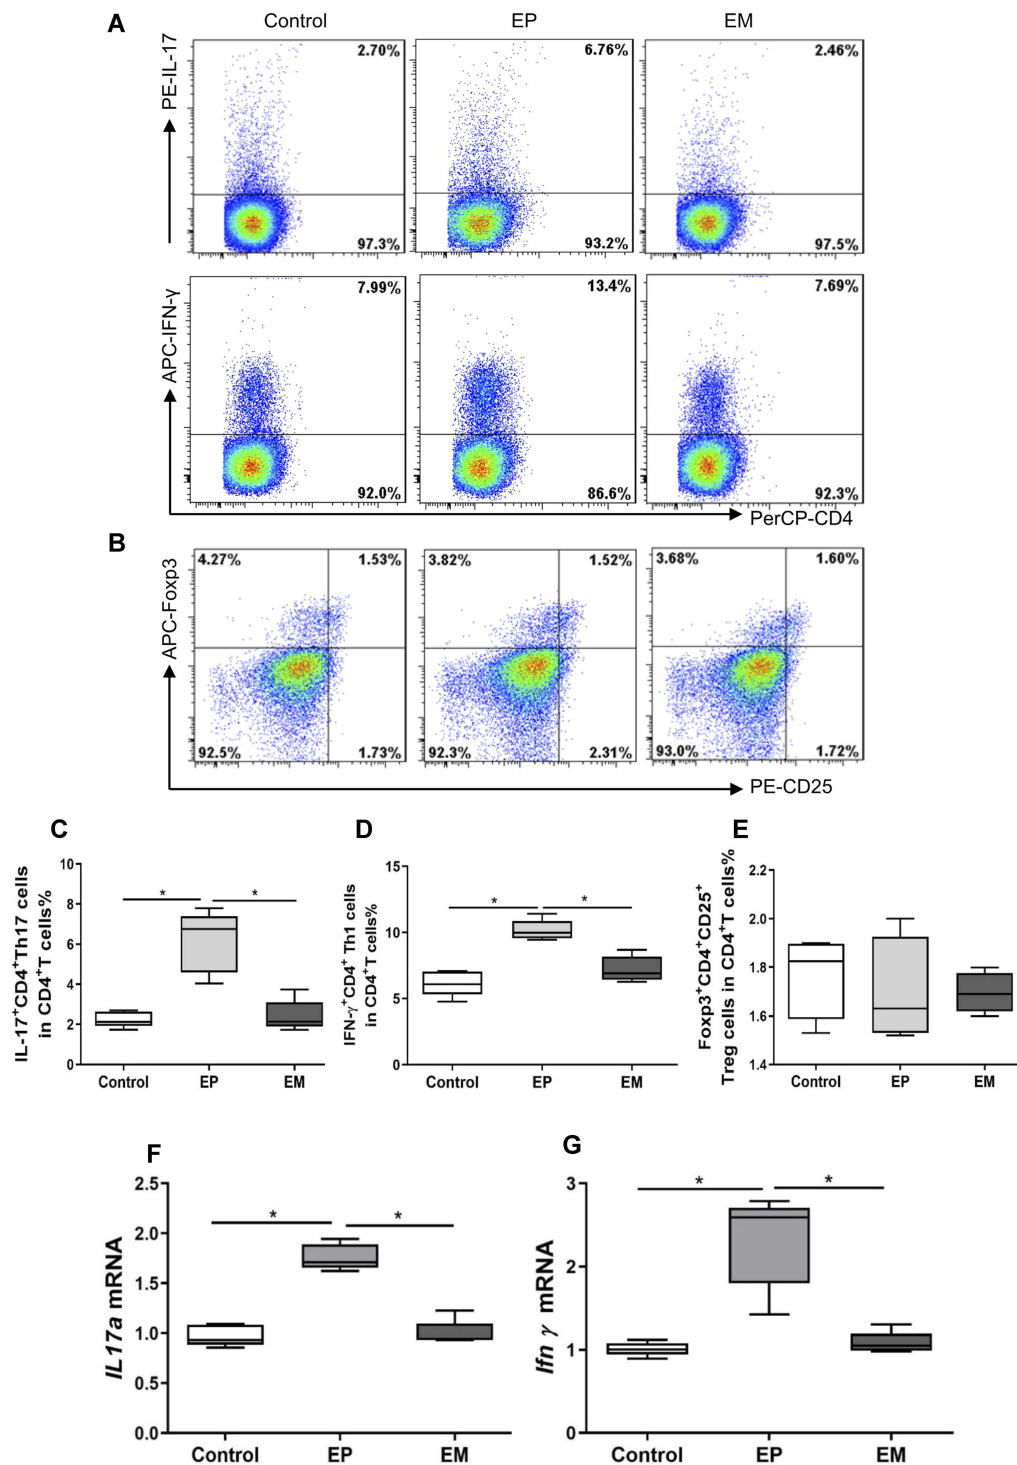 A
Control
EP
EM
PE-IL-17
2.70%
6.76%
2.46%
97.3%
93.2%
97.5%
APC-IFN-γ
7.99%
13.4%
7.69%
92.0%
86.6%
92.3%
PerCP-CD4
B
APC-Foxp3
4.27%
1.53%
3.82%
1.52%
3.68%
1.60%
92.5%
1.73%
92.3%
2.31%
93.0%
1.72%
PE-CD25
C
IL-17⁺CD4⁺Th17 cells
in CD4⁺T cells%
10
8
6
4
2
0
*
*
Control
EP
EM
D
IFN-γ⁺CD4⁺ Th1 cells
in CD4⁺T cells%
15
10
5
0
*
*
Control
EP
EM
E
Foxp3⁺CD4⁺CD25⁺
Treg cells in CD4⁺T cells%
2.2
2.0
1.8
1.6
1.4
Control
EP
EM
F
IL17a mRNA
2.5
2.0
1.5
1.0
0.5
0.0
*
*
Control
EP
EM
G
Ifn γ mRNA
3
2
1
0
*
*
Control
EP
EM